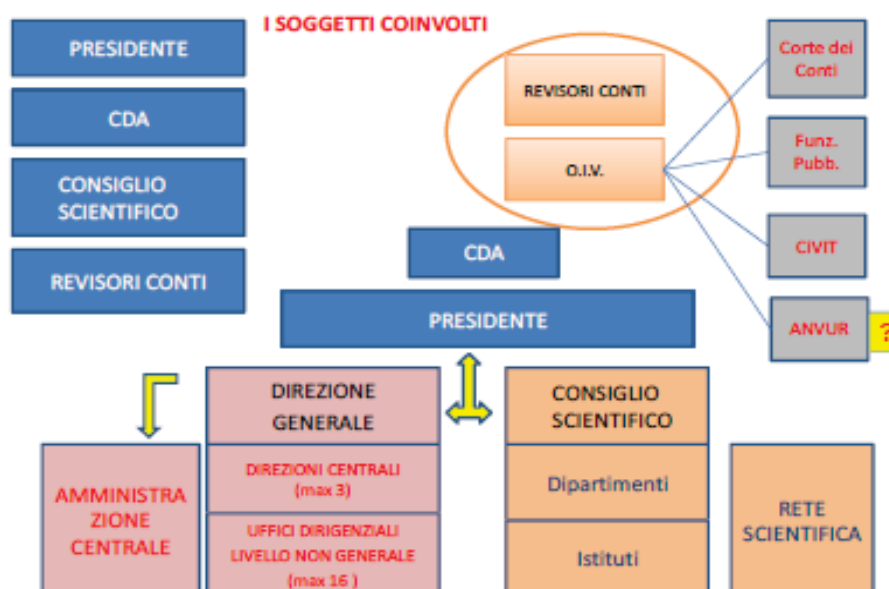 I SOGGETTI COINVOLTI
PRESIDENTE
CDA
CONSIGLIO
SCIENTIFICO
REVISORI CONTI
REVISORI CONTI
O.I.V.
Corte dei
Conti
Funz.
Pubb.
CIVIT
ANVUR
?
CDA
PRESIDENTE
DIREZIONE
GENERALE
CONSIGLIO
SCIENTIFICO
AMMINISTRA
ZIONE
CENTRALE
DIREZIONI CENTRALI
(max 3)
UFFICI DIRIGENZIALI
LIVELLO NON GENERALE
(max 16 )
Dipartimenti
Istituti
RETE
SCIENTIFICA